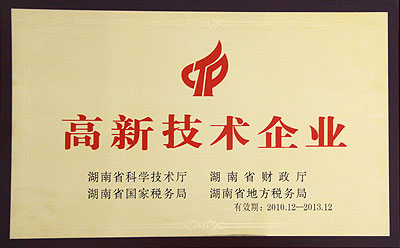 CTP
高新技术企业
湖南省科学技术厅 湖南省财政厅
湖南省国家税务局 湖南省地方税务局
有效期：2010.12—2013.12